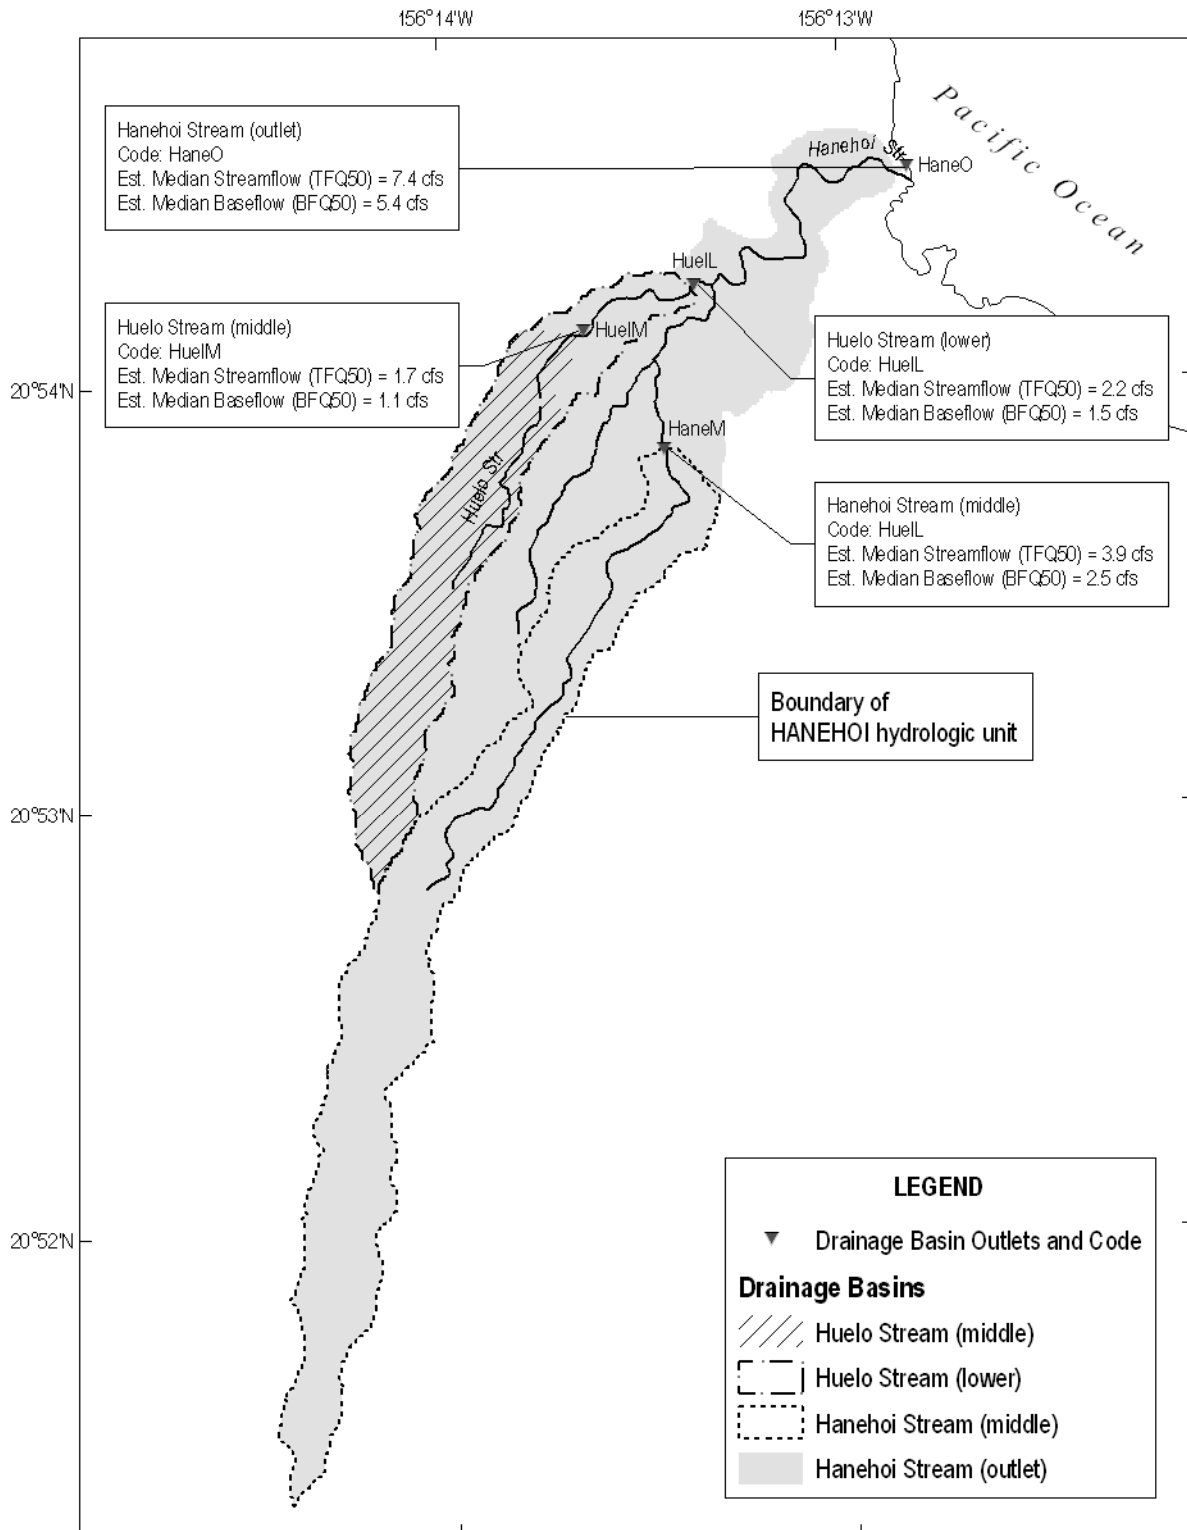 156°14'W
156°13'W
Pacific Ocean
Hanehoi Stream (outlet)
Code: HaneO
Est. Median Streamflow (TFQ50) = 7.4 cfs
Est. Median Baseflow (BFQ50) = 5.4 cfs
Hanehoi Str
HaneO
HuelL
Huelo Stream (middle)
Code: HuelM
Est. Median Streamflow (TFQ50) = 1.7 cfs
Est. Median Baseflow (BFQ50) = 1.1 cfs
HuelM
Huelo Stream (lower)
Code: HuelL
Est. Median Streamflow (TFQ50) = 2.2 cfs
Est. Median Baseflow (BFQ50) = 1.5 cfs
20°54'N
HaneM
Huelo Str
Hanehoi Stream (middle)
Code: HuelL
Est. Median Streamflow (TFQ50) = 3.9 cfs
Est. Median Baseflow (BFQ50) = 2.5 cfs
Boundary of
HANEHOI hydrologic unit
20°53'N
20°52'N
LEGEND
Drainage Basin Outlets and Code
Drainage Basins
Huelo Stream (middle)
Huelo Stream (lower)
Hanehoi Stream (middle)
Hanehoi Stream (outlet)